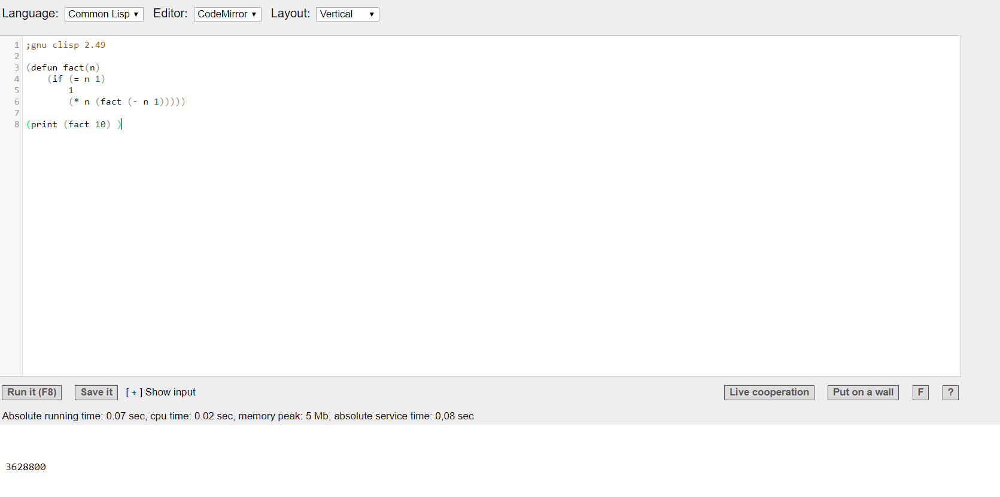 Language: Common Lisp ▼ Editor: CodeMirror ▼ Layout: Vertical ▼
1 ;gnu clisp 2.49
2
3 (defun fact(n)
4     (if (= n 1)
5         1
6         (* n (fact (- n 1)))))
7
8 (print (fact 10) )
Run it (F8) Save it [ + ] Show input Live cooperation Put on a wall F ?
Absolute running time: 0.07 sec, cpu time: 0.02 sec, memory peak: 5 Mb, absolute service time: 0,08 sec
3628800